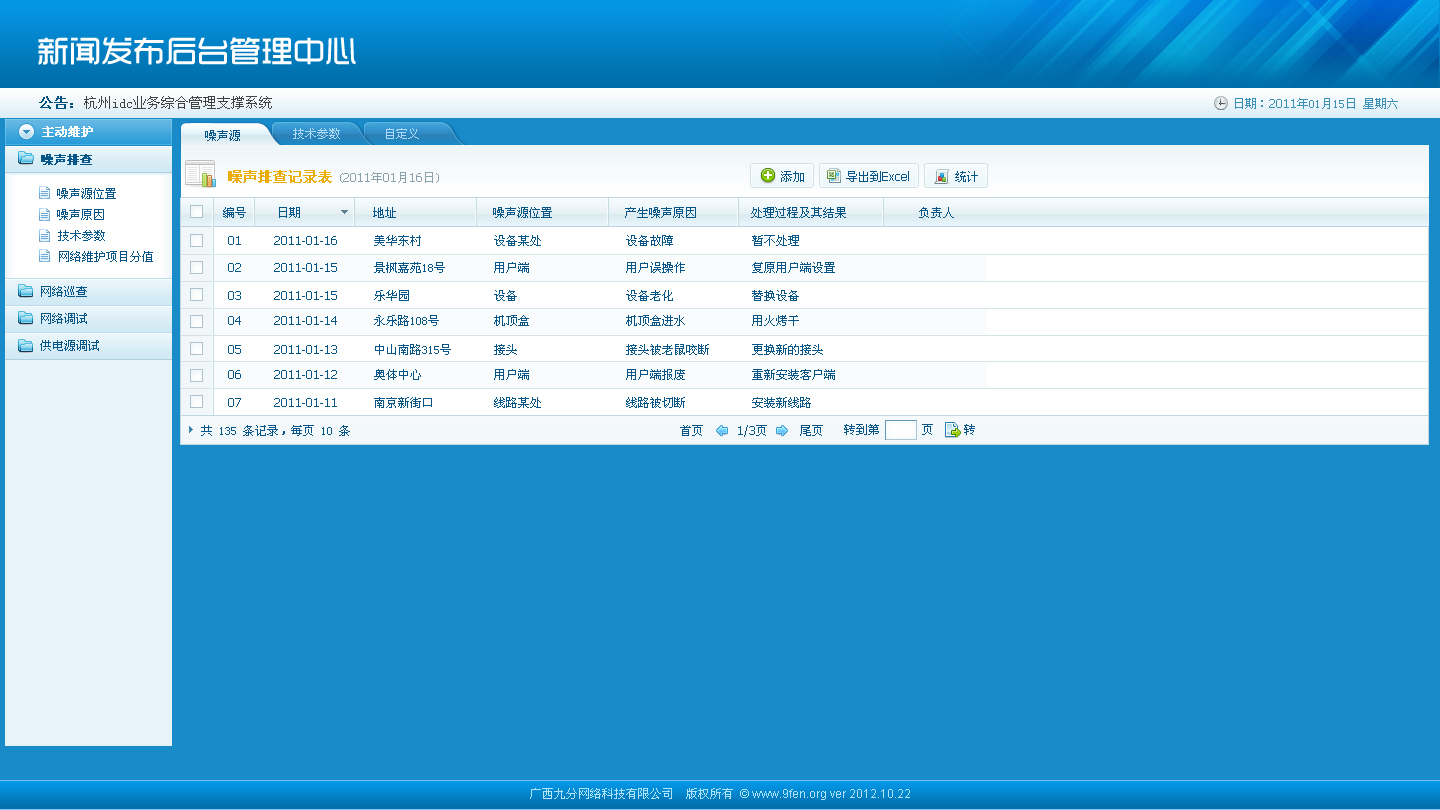 新闻发布后台管理中心
公告: 杭州idc业务综合管理支撑系统
日期:2011年01月15日 星期六
主动维护
噪声排查
噪声源位置
噪声原因
技术参数
网络维护项目分值
网络巡查
网络调试
供电源调试
噪声源 技术参数 自定义
噪声排查记录表 (2011年01月16日)
添加 导出到Excel 统计
编号 日期 地址 噪声源位置 产生噪声原因 处理过程及其结果 负责人
01 2011-01-16 美华东村 设备某处 设备故障 暂不处理
02 2011-01-15 景枫嘉苑18号 用户端 用户误操作 复原用户端设置
03 2011-01-15 乐华园 设备 设备老化 替换设备
04 2011-01-14 永乐路108号 机顶盒 机顶盒进水 用火烤干
05 2011-01-13 中山南路315号 接头 接头被老鼠咬断 更换新的接头
06 2011-01-12 奥体中心 用户端 用户端报废 重新安装客户端
07 2011-01-11 南京新街口 线路某处 线路被切断 安装新线路
共 135 条记录,每页 10 条 首页 1/3页 尾页 转到第 页 转
广西九分网络科技有限公司 版权所有 © www.9fen.org ver 2012.10.22